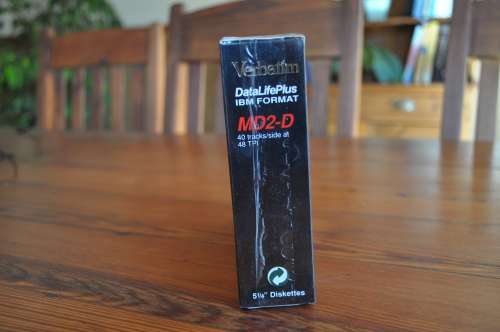 Verbatim
DataLifePlus
IBM FORMAT
MD2-D
40 tracks/side at
48 TPI
5¼" Diskettes